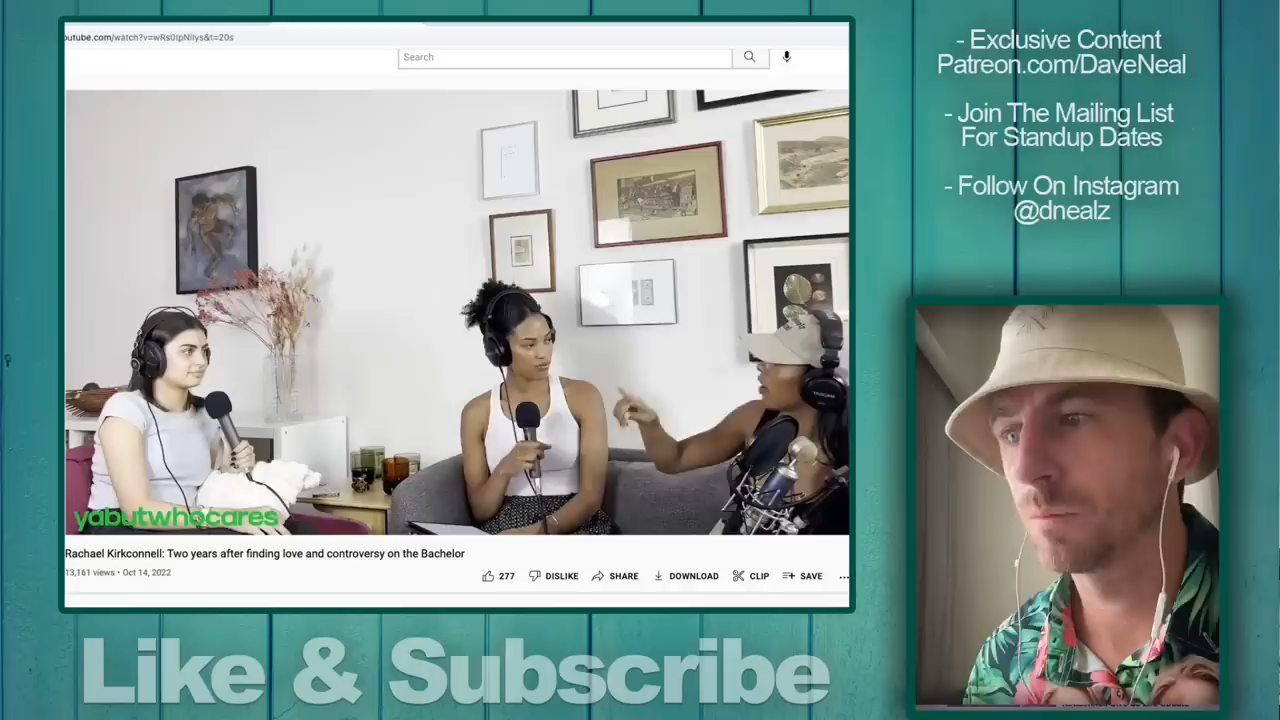 outube.com/watch?v=wRs0IpNiIys&t=20s
Search
yabutwhocares
Rachael Kirkconnell: Two years after finding love and controversy on the Bachelor
13,161 views • Oct 14, 2022
277 DISLIKE SHARE DOWNLOAD CLIP SAVE ...
Like & Subscribe
- Exclusive Content
Patreon.com/DaveNeal
- Join The Mailing List
For Standup Dates
- Follow On Instagram
@dnealz